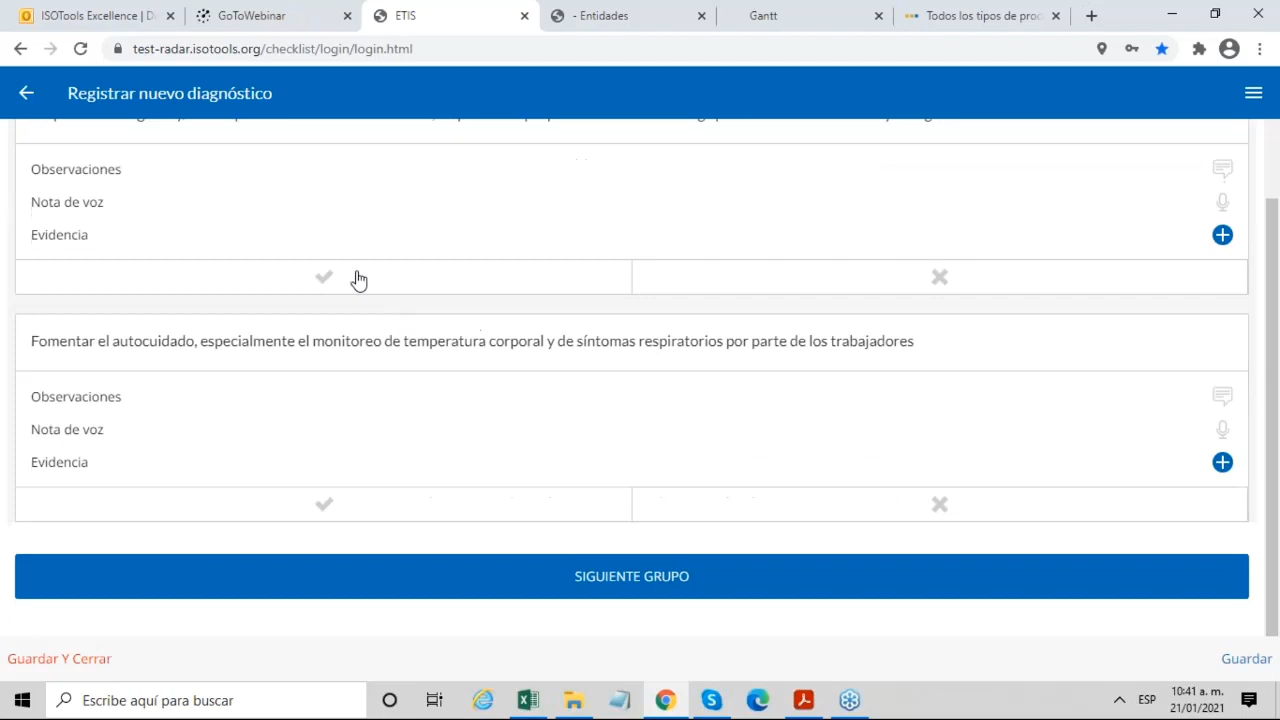 ISOTools Excellence | D
GoToWebinar
ETIS
- Entidades
Gantt
Todos los tipos de pro
test-radar.isotools.org/checklist/login/login.html
Registrar nuevo diagnóstico
Observaciones
Nota de voz
Evidencia
Fomentar el autocuidado, especialmente el monitoreo de temperatura corporal y de síntomas respiratorios por parte de los trabajadores
Observaciones
Nota de voz
Evidencia
SIGUIENTE GRUPO
Guardar Y Cerrar
Guardar
Escribe aquí para buscar
ESP
10:41 a. m.
21/01/2021